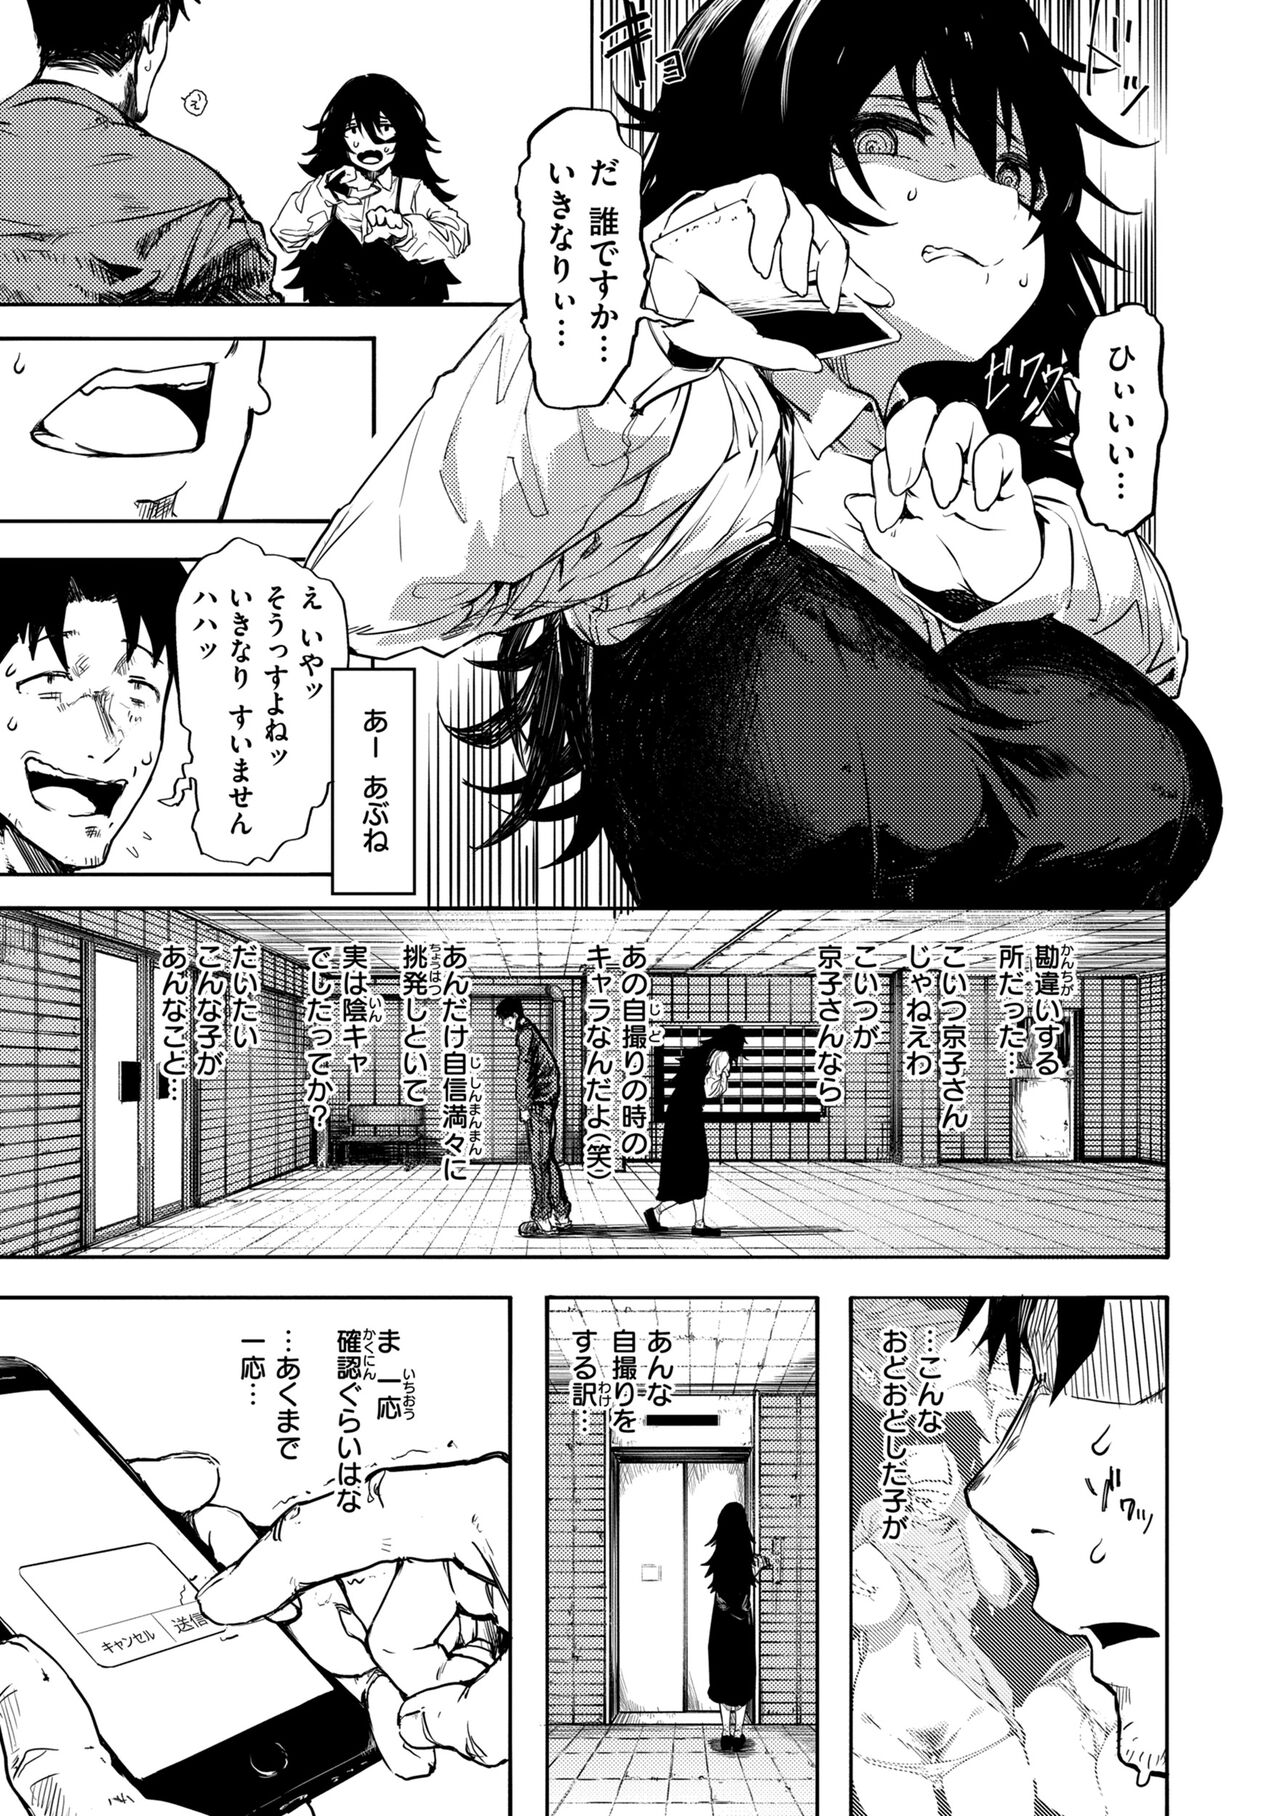 ドッ
ギョ
ひぃいい…
ゼワワッ
だ 誰ですか…
いきなりぃ…
え
え いやッ
そうっすよねッ
いきなり すいません
ハハッ
あー あぶね
勘違いする
所だった…
こいつ京子さん
じゃねえわ
こいつが
京子さんなら
あの自撮りの時の
キャラなんだよ(笑)
あんだけ自信満々に
挑発しといて
実は陰キャ
でしたってか?
だいたい
こんな子が
あんなこと…
…こんな
おどおどした子が
ゾワッ
あんな
自撮りを
する訳…
ま 一応
確認ぐらいはな
…あくまで
一応…
キャンセル
送信